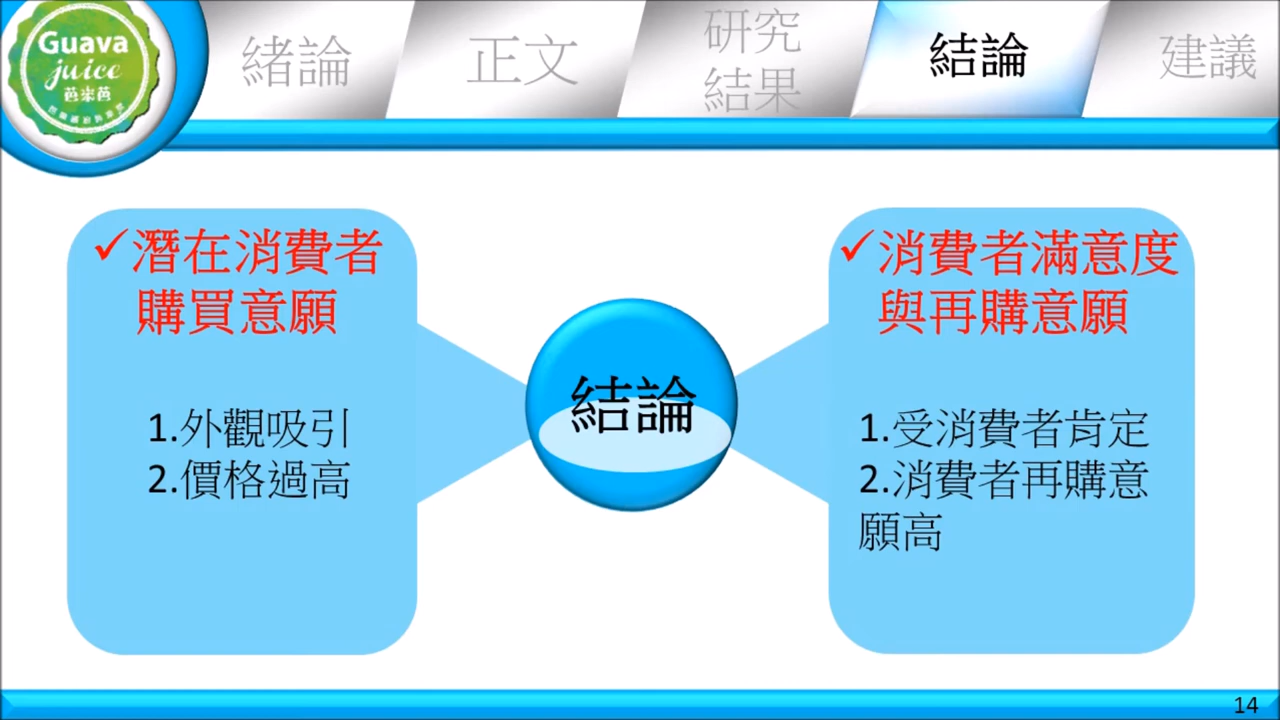 Guava
juice
芭米芭
緒論
正文
研究
結果
結論
建議
✓潛在消費者
購買意願
1.外觀吸引
2.價格過高
結論
✓消費者滿意度
與再購意願
1.受消費者肯定
2.消費者再購意
願高
14